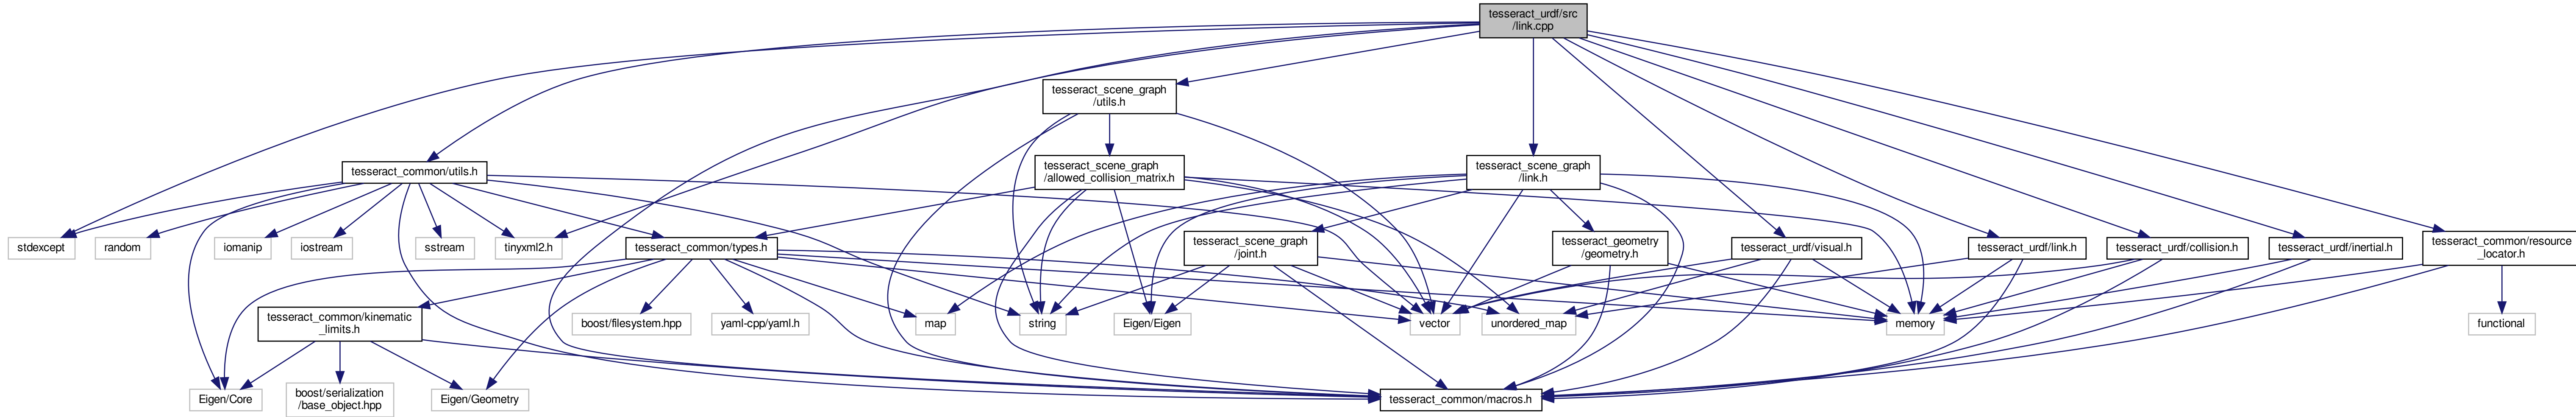 tesseract_urdf/src
/link.cpp
tesseract_scene_graph
/utils.h
tesseract_common/utils.h
tesseract_scene_graph
/allowed_collision_matrix.h
tesseract_scene_graph
/link.h
stdexcept
random
iomanip
iostream
sstream
tinyxml2.h
tesseract_common/types.h
tesseract_scene_graph
/joint.h
tesseract_geometry
/geometry.h
tesseract_urdf/visual.h
tesseract_urdf/link.h
tesseract_urdf/collision.h
tesseract_urdf/inertial.h
tesseract_common/resource
_locator.h
tesseract_common/kinematic
_limits.h
boost/filesystem.hpp
yaml-cpp/yaml.h
map
string
Eigen/Eigen
vector
unordered_map
memory
functional
Eigen/Core
boost/serialization
/base_object.hpp
Eigen/Geometry
tesseract_common/macros.h